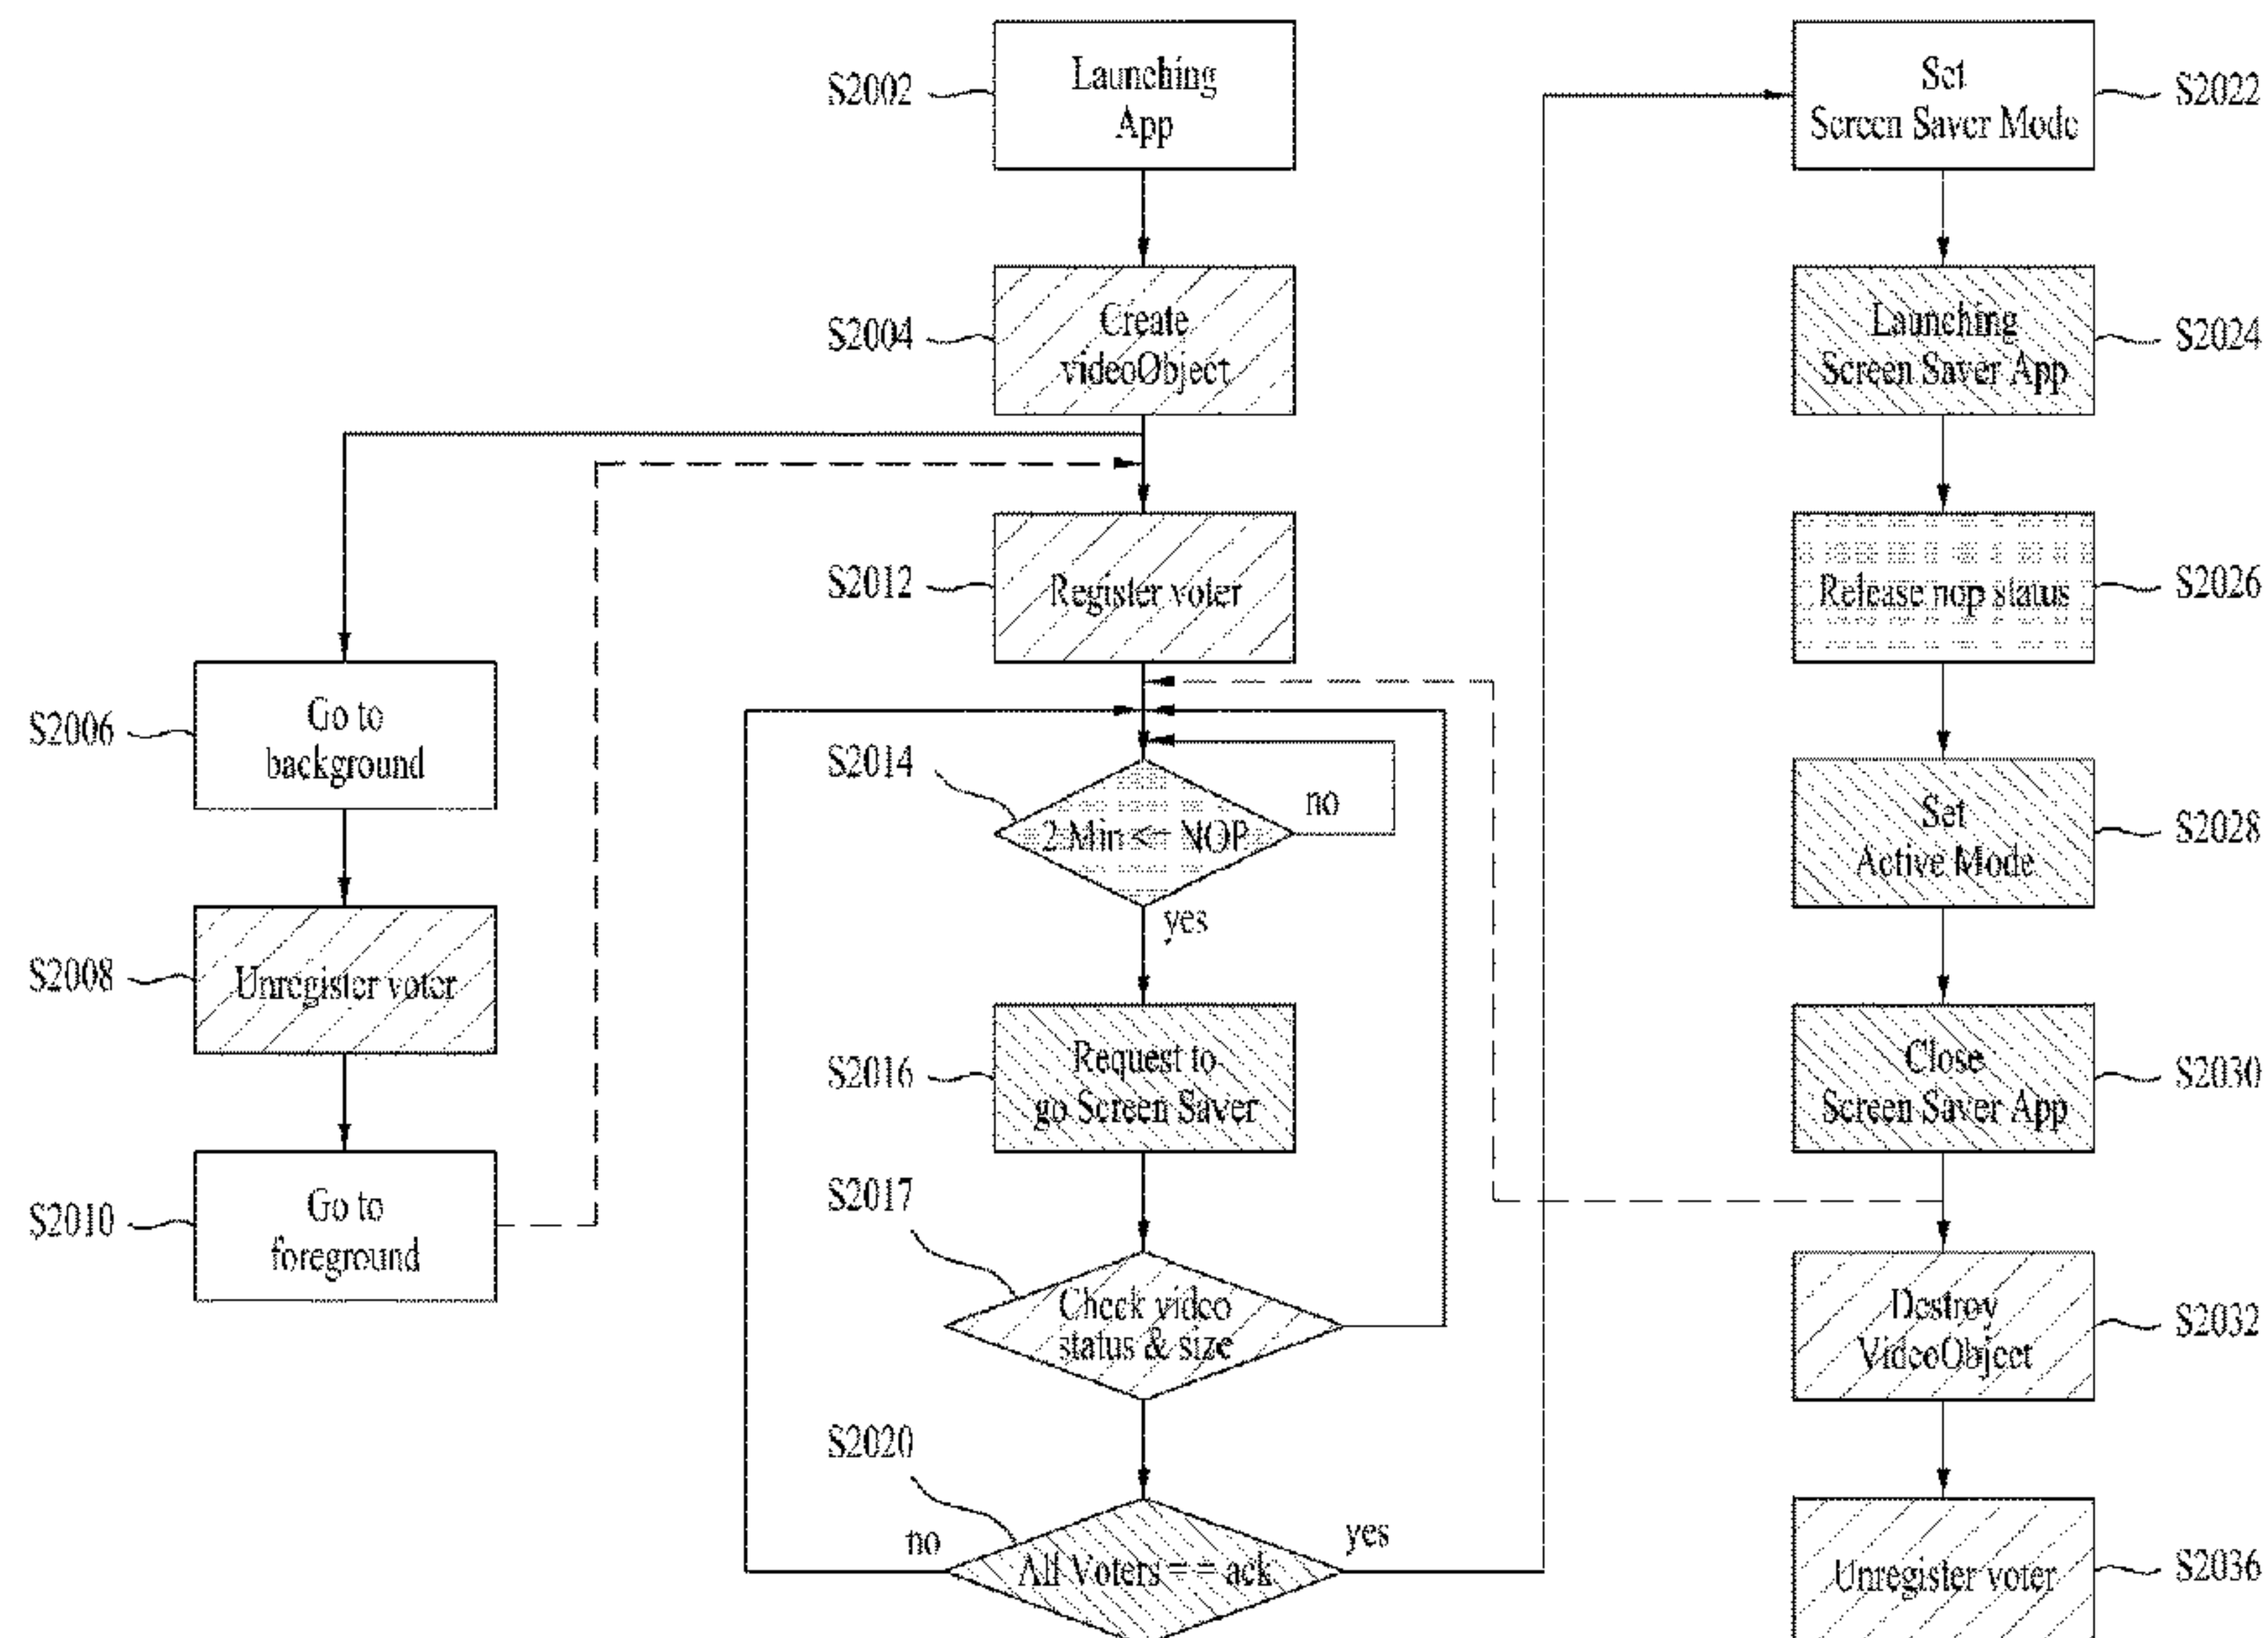 S2002
Launching
App
S2004
Create
videoObject
S2006
Go to
background
S2008
Unregister voter
S2010
Go to
foreground
S2012
Register voter
S2014
2 Min <= NOP
no
yes
S2016
Request to
go Screen Saver
S2017
Check video
status & size
S2020
All Voters == ack
no
yes
Set
Screen Saver Mode
S2022
Launching
Screen Saver App
S2024
Release nop status
S2026
Set
Active Mode
S2028
Close
Screen Saver App
S2030
Destroy
VideoObject
S2032
Unregister voter
S2036